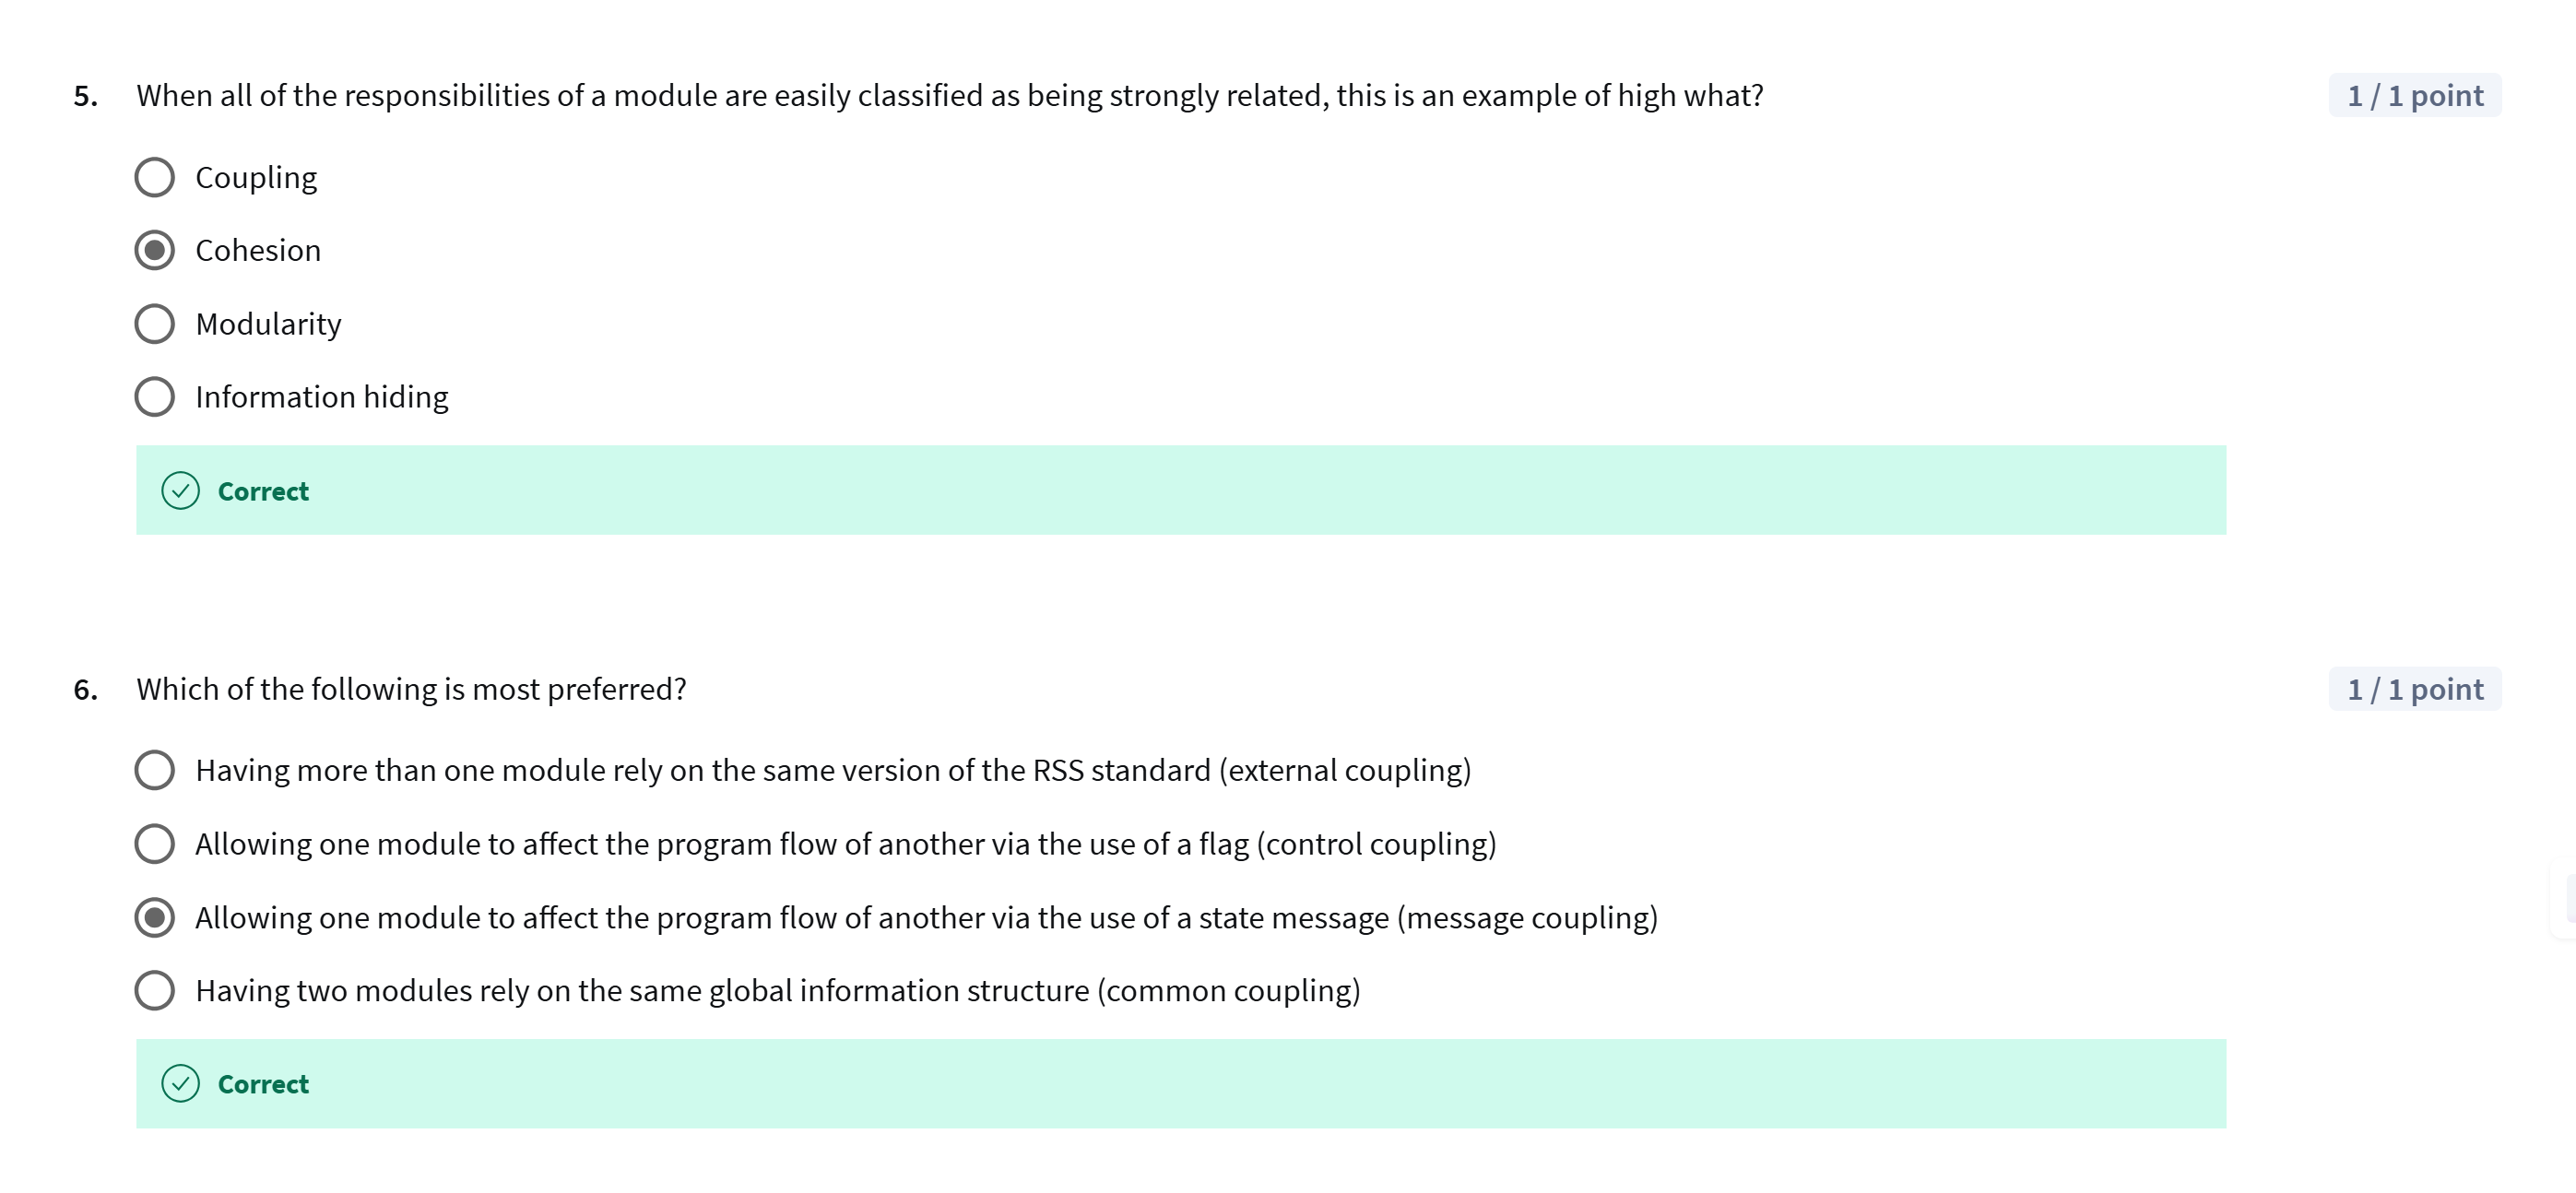 5. When all of the responsibilities of a module are easily classified as being strongly related, this is an example of high what? 1 / 1 point
Coupling
Cohesion
Modularity
Information hiding
Correct
6. Which of the following is most preferred? 1 / 1 point
Having more than one module rely on the same version of the RSS standard (external coupling)
Allowing one module to affect the program flow of another via the use of a flag (control coupling)
Allowing one module to affect the program flow of another via the use of a state message (message coupling)
Having two modules rely on the same global information structure (common coupling)
Correct